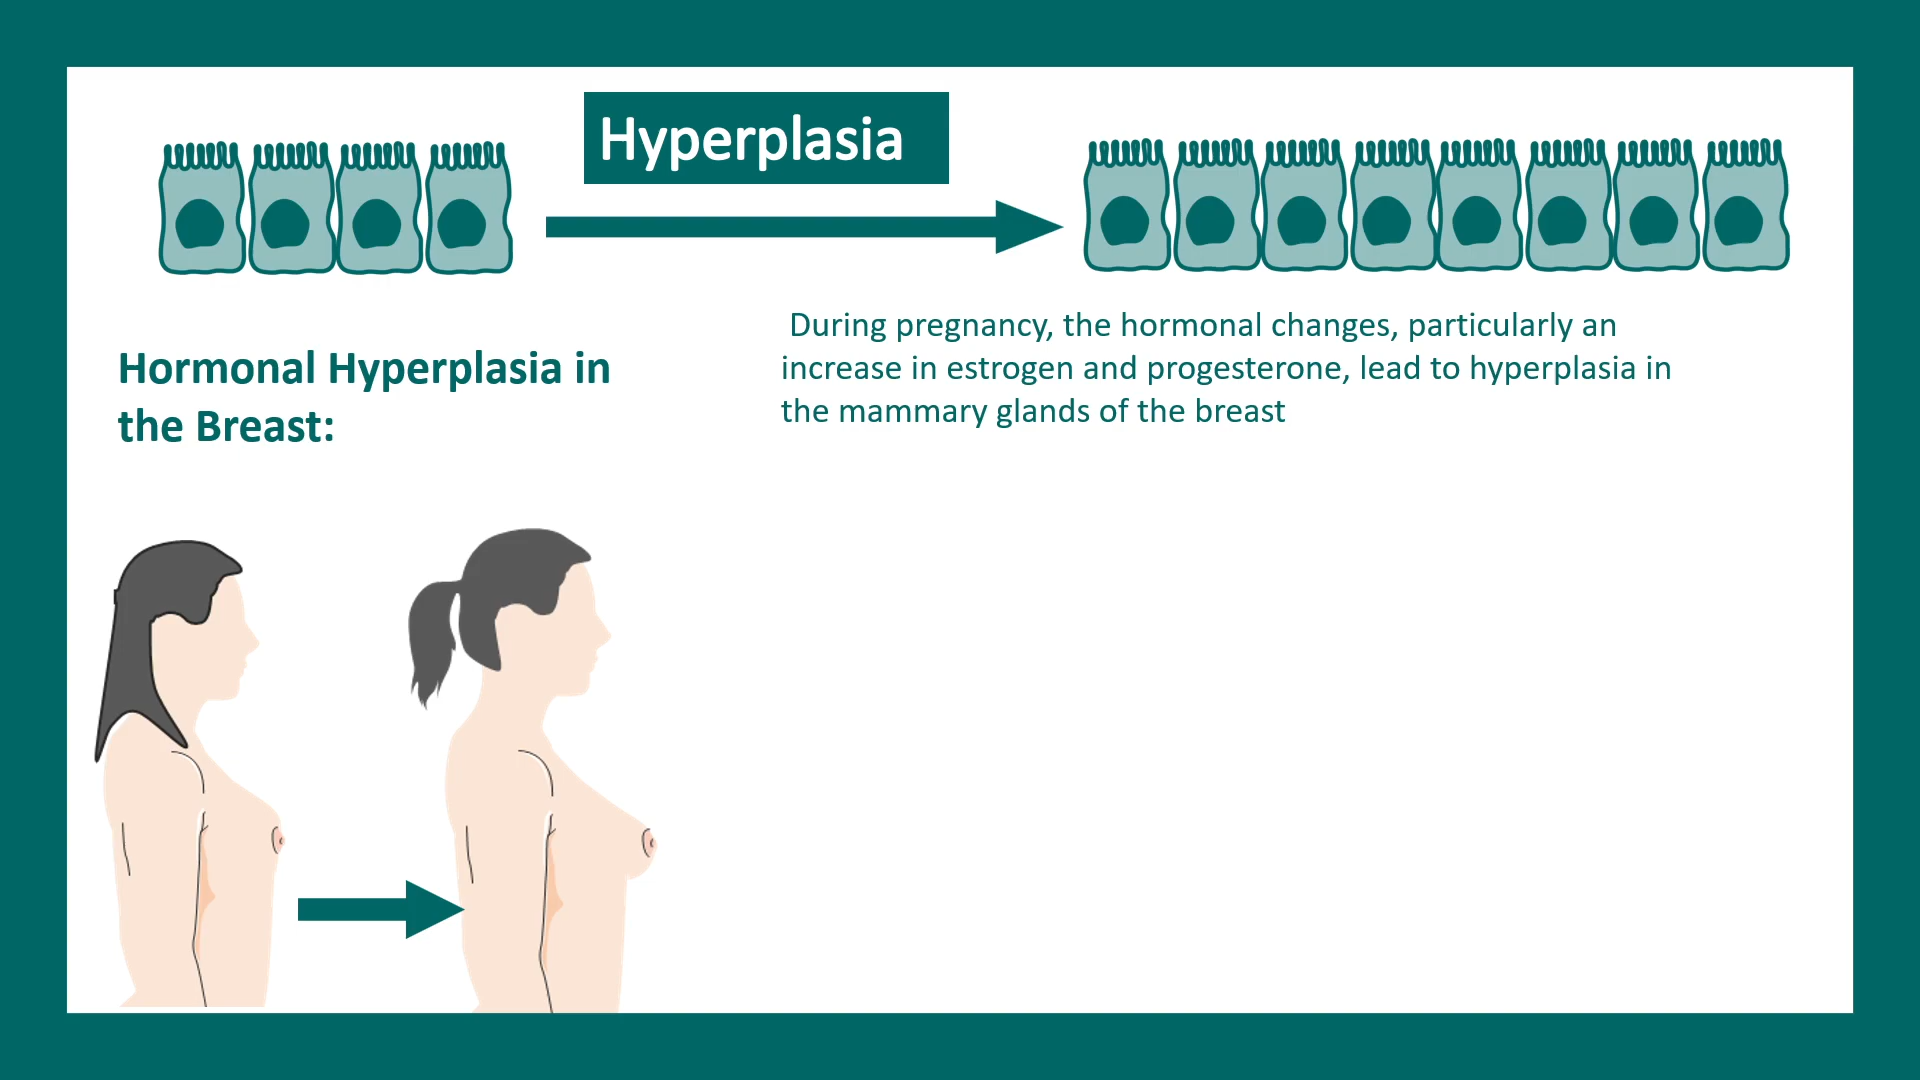 Hyperplasia
Hormonal Hyperplasia in
the Breast:
During pregnancy, the hormonal changes, particularly an
increase in estrogen and progesterone, lead to hyperplasia in
the mammary glands of the breast